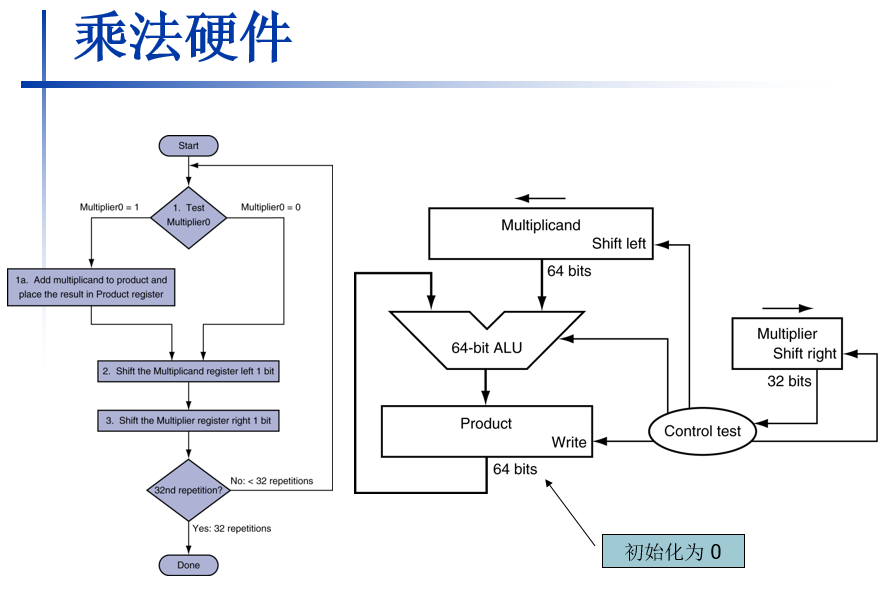 乘法硬件
Start
Multiplier0 = 1
1. Test
Multiplier0
Multiplier0 = 0
1a. Add multiplicand to product and
place the result in Product register
2. Shift the Multiplicand register left 1 bit
3. Shift the Multiplier register right 1 bit
32nd repetition?
No: < 32 repetitions
Yes: 32 repetitions
Done
Multiplicand
Shift left
64 bits
64-bit ALU
Multiplier
Shift right
32 bits
Product
Write
Control test
64 bits
初始化为 0